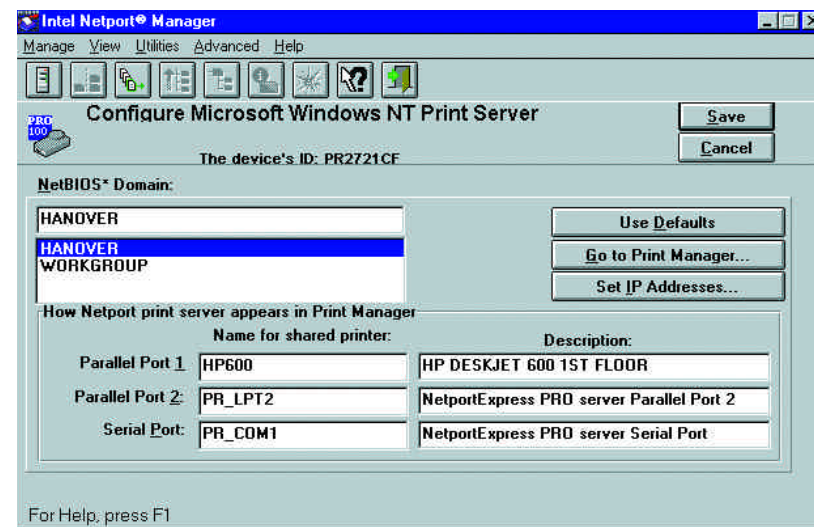 Intel Netport® Manager
Manage View Utilities Advanced Help
PRO
100
Configure Microsoft Windows NT Print Server
Save
The device's ID: PR2721CF
Cancel
NetBIOS* Domain:
HANOVER
Use Defaults
HANOVER
Go to Print Manager...
WORKGROUP
Set IP Addresses...
How Netport print server appears in Print Manager
Name for shared printer: Description:
Parallel Port 1 HP600 HP DESKJET 600 1ST FLOOR
Parallel Port 2: PR_LPT2 NetportExpress PRO server Parallel Port 2
Serial Port: PR_COM1 NetportExpress PRO server Serial Port
For Help, press F1